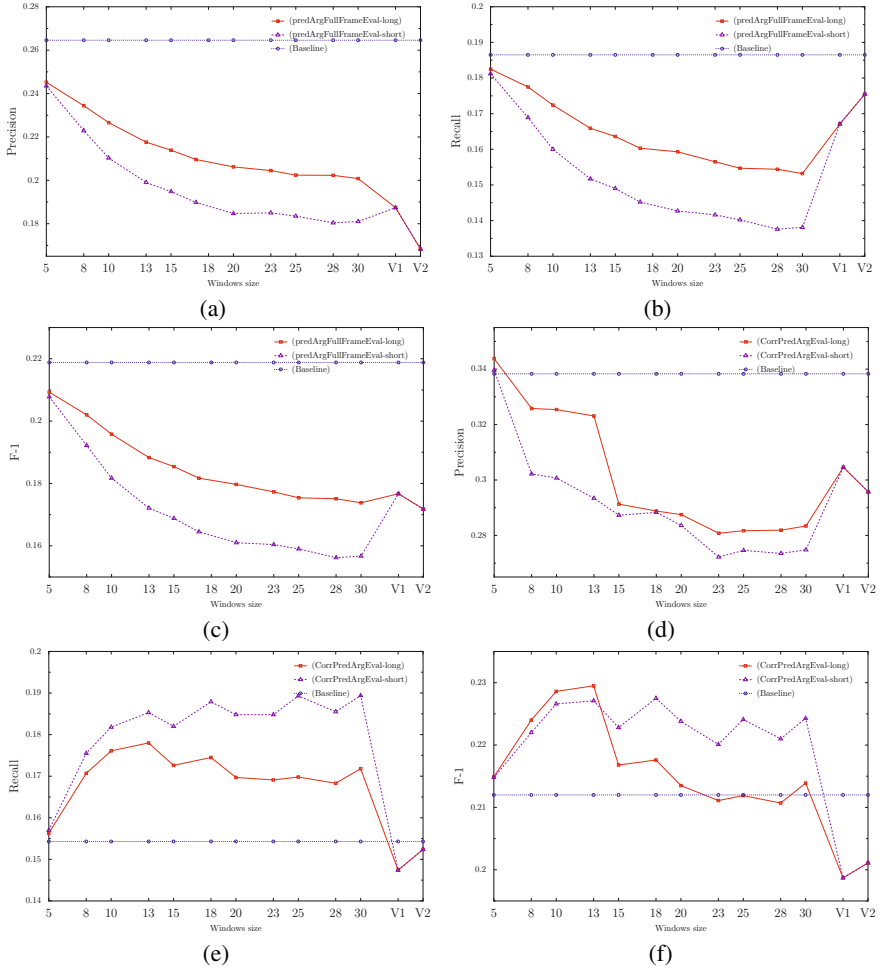 0.28
0.26
0.24
0.22
0.2
0.18
Precision
(predArgFullFrameEval-long)
(predArgFullFrameEval-short)
(Baseline)
5 8 10 13 15 18 20 23 25 28 30 V1 V2
Windows size
(a)
0.2
0.19
0.18
0.17
0.16
0.15
0.14
0.13
Recall
(predArgFullFrameEval-long)
(predArgFullFrameEval-short)
(Baseline)
5 8 10 13 15 18 20 23 25 28 30 V1 V2
Windows size
(b)
0.22
0.2
0.18
0.16
F-1
(predArgFullFrameEval-long)
(predArgFullFrameEval-short)
(Baseline)
5 8 10 13 15 18 20 23 25 28 30 V1 V2
Windows size
(c)
0.34
0.32
0.3
0.28
Precision
(CorrPredArgEval-long)
(CorrPredArgEval-short)
(Baseline)
5 8 10 13 15 18 20 23 25 28 30 V1 V2
Windows size
(d)
0.2
0.19
0.18
0.17
0.16
0.15
0.14
Recall
(CorrPredArgEval-long)
(CorrPredArgEval-short)
(Baseline)
5 8 10 13 15 18 20 23 25 28 30 V1 V2
Windows size
(e)
0.23
0.22
0.21
0.2
F-1
(CorrPredArgEval-long)
(CorrPredArgEval-short)
(Baseline)
5 8 10 13 15 18 20 23 25 28 30 V1 V2
Windows size
(f)